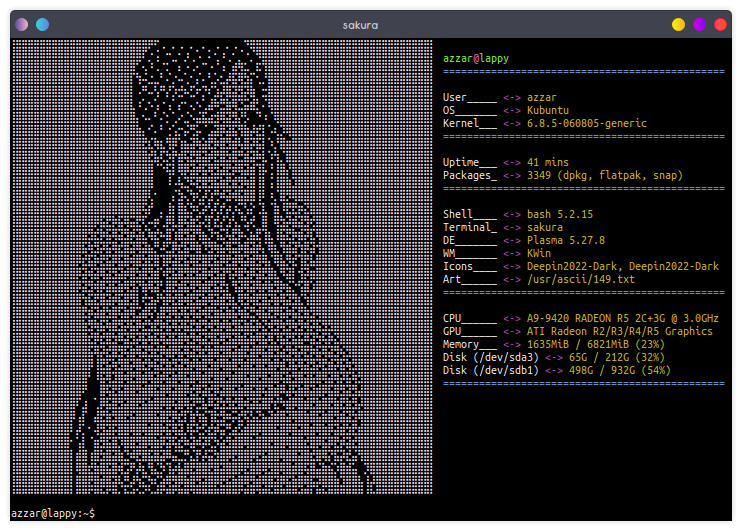 sakura
azzar@lappy
===============================================
User_____ <-> azzar
OS_______ <-> Kubuntu
Kernel___ <-> 6.8.5-060805-generic
===============================================
Uptime___ <-> 41 mins
Packages_ <-> 3349 (dpkg, flatpak, snap)
===============================================
Shell____ <-> bash 5.2.15
Terminal_ <-> sakura
DE_______ <-> Plasma 5.27.8
WM_______ <-> KWin
Icons____ <-> Deepin2022-Dark, Deepin2022-Dark
Art______ <-> /usr/ascii/149.txt
===============================================
CPU______ <-> A9-9420 RADEON R5 2C+3G @ 3.0GHz
GPU______ <-> ATI Radeon R2/R3/R4/R5 Graphics
Memory___ <-> 1635MiB / 6821MiB (23%)
Disk (/dev/sda3) <-> 65G / 212G (32%)
Disk (/dev/sdb1) <-> 498G / 932G (54%)
===============================================
azzar@lappy:~$